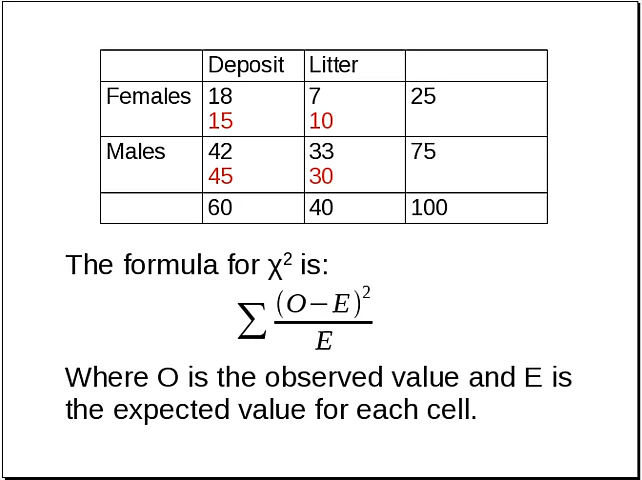 Deposit Litter
Females 18 7 25
15 10
Males 42 33 75
45 30
60 40 100
The formula for χ² is:
∑ (O−E)²
E
Where O is the observed value and E is
the expected value for each cell.